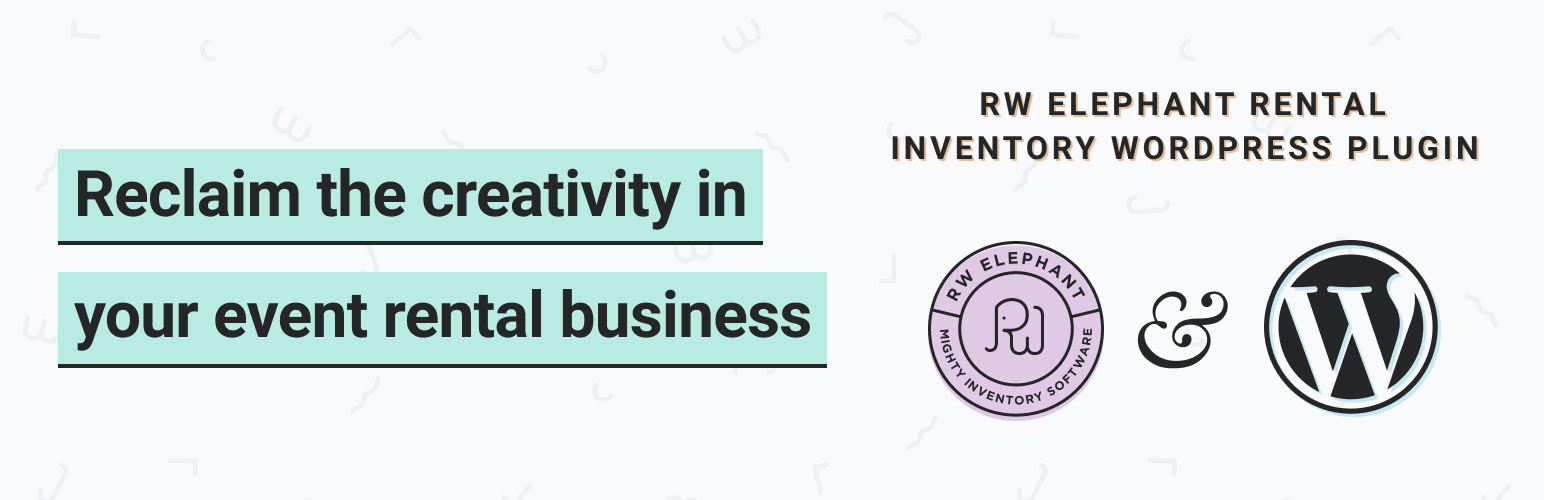 Reclaim the creativity in
your event rental business
RW ELEPHANT RENTAL
INVENTORY WORDPRESS PLUGIN
RW ELEPHANT
RW
MIGHTY INVENTORY SOFTWARE
&
W